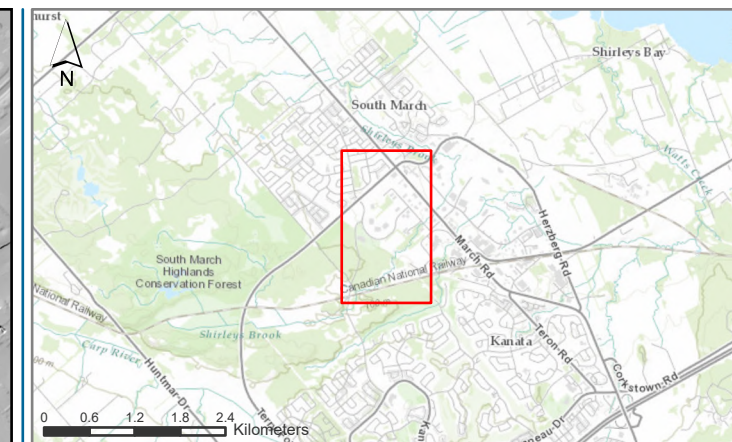 hurst
N
Shirleys Bay
South March
Shirleys Brook
Watts Creek
Herzberg Rd
March Rd
South March
Highlands
Conservation Forest
Canadian National Railway
National Railway
Shirleys Brook
Carp River
Huntmar Dr
Kanata
Teron Rd
Corkstown Rd
0 0.6 1.2 1.8 2.4
Kilometers